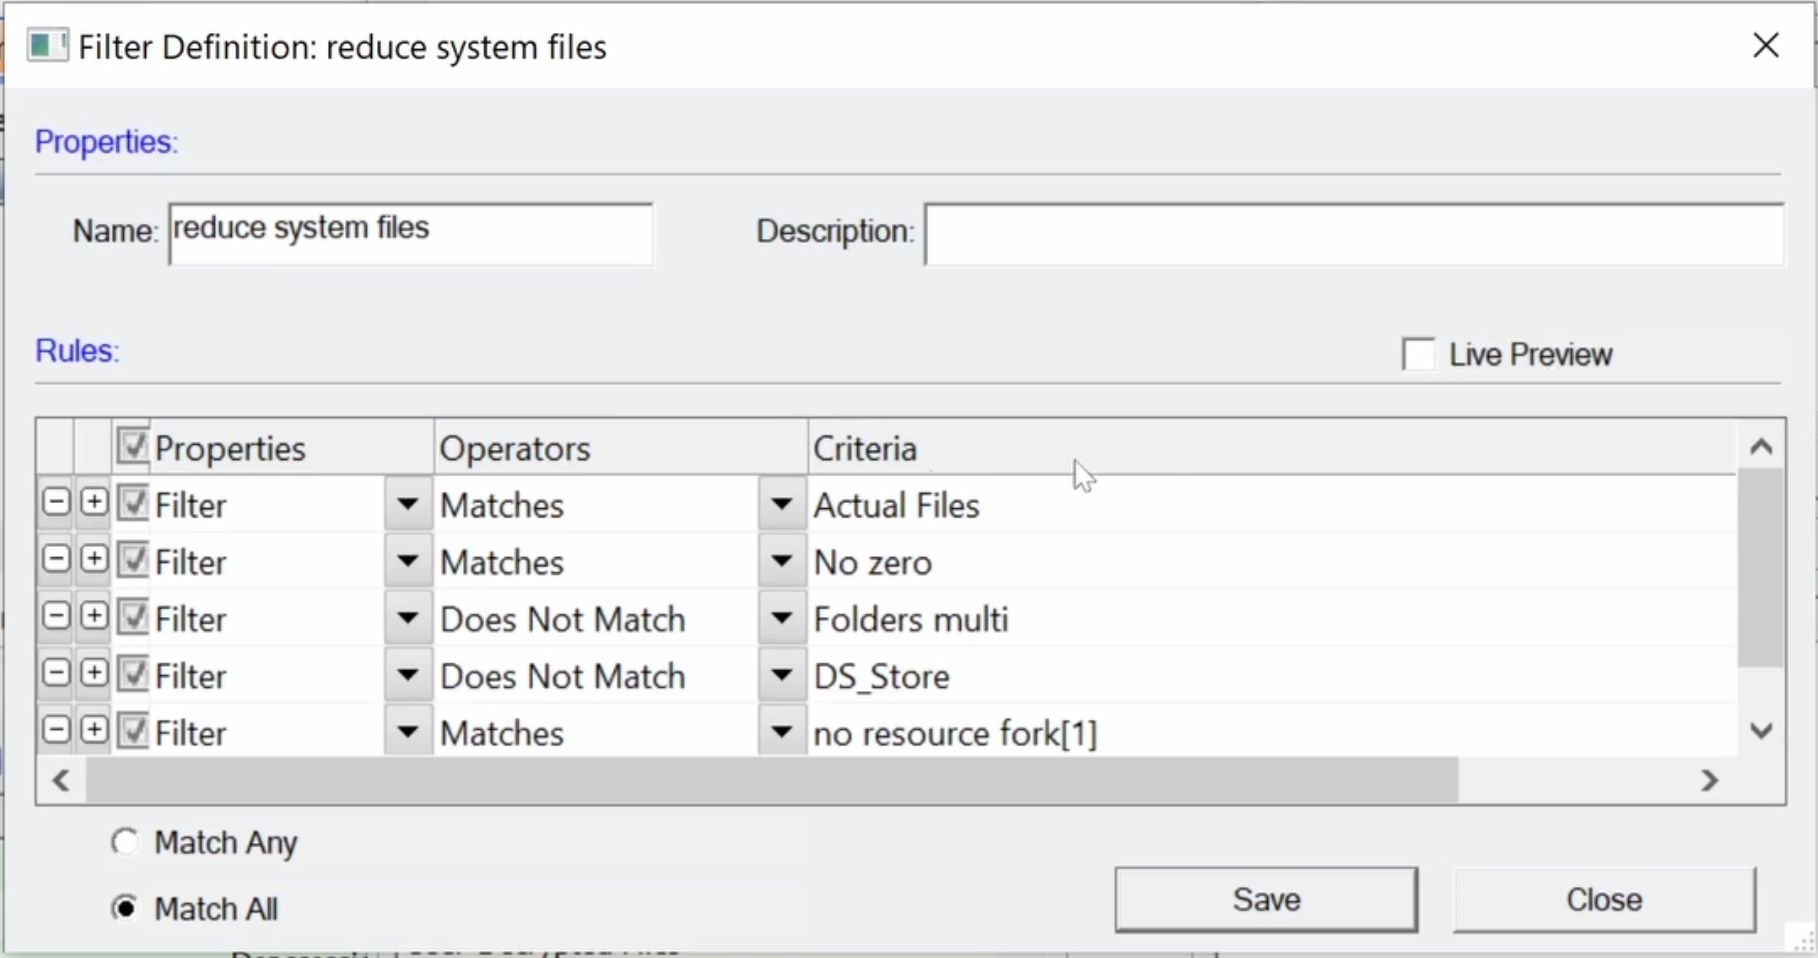 Filter Definition: reduce system files
Properties:
Name: reduce system files Description:
Rules: Live Preview
Properties Operators Criteria
Filter Matches Actual Files
Filter Matches No zero
Filter Does Not Match Folders multi
Filter Does Not Match DS_Store
Filter Matches no resource fork[1]
Match Any
Match All
Save Close